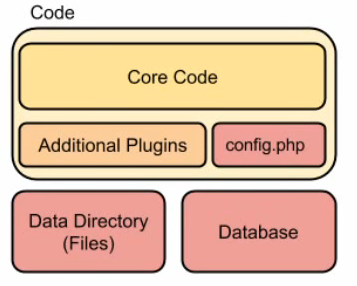 Code
Core Code
Additional Plugins
config.php
Data Directory
(Files)
Database